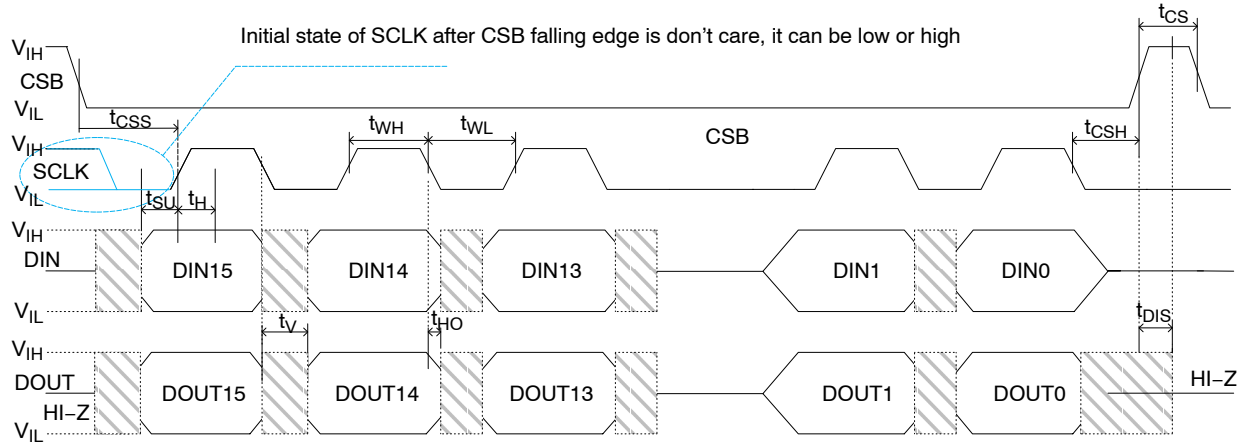 Initial state of SCLK after CSB falling edge is don't care, it can be low or high
tCS
VIH
CSB
VIL
tCSS
tWH
tWL
CSB
tCSH
VIH
SCLK
VIL
tSU
tH
VIH
DIN
VIL
DIN15
DIN14
DIN13
DIN1
DIN0
tV
tHO
tDIS
VIH
DOUT
HI−Z
VIL
DOUT15
DOUT14
DOUT13
DOUT1
DOUT0
HI−Z